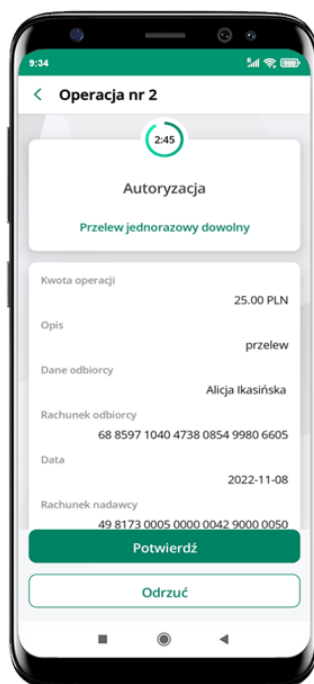 9:34
Operacja nr 2
2:45
Autoryzacja
Przelew jednorazowy dowolny
Kwota operacji
25.00 PLN
Opis
przelew
Dane odbiorcy
Alicja Ikasińska
Rachunek odbiorcy
68 8597 1040 4738 0854 9980 6605
Data
2022-11-08
Rachunek nadawcy
49 8173 0005 0000 0042 9000 0050
Potwierdź
Odrzuć